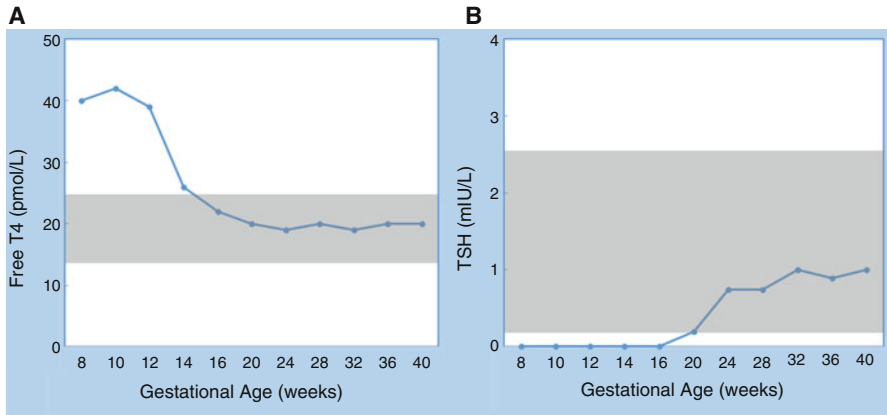 A
50
40
30
20
10
0
Free T4 (pmol/L)
8 10 12 14 16 20 24 28 32 36 40
Gestational Age (weeks)
B
4
3
2
1
0
TSH (mIU/L)
8 10 12 14 16 20 24 28 32 36 40
Gestational Age (weeks)